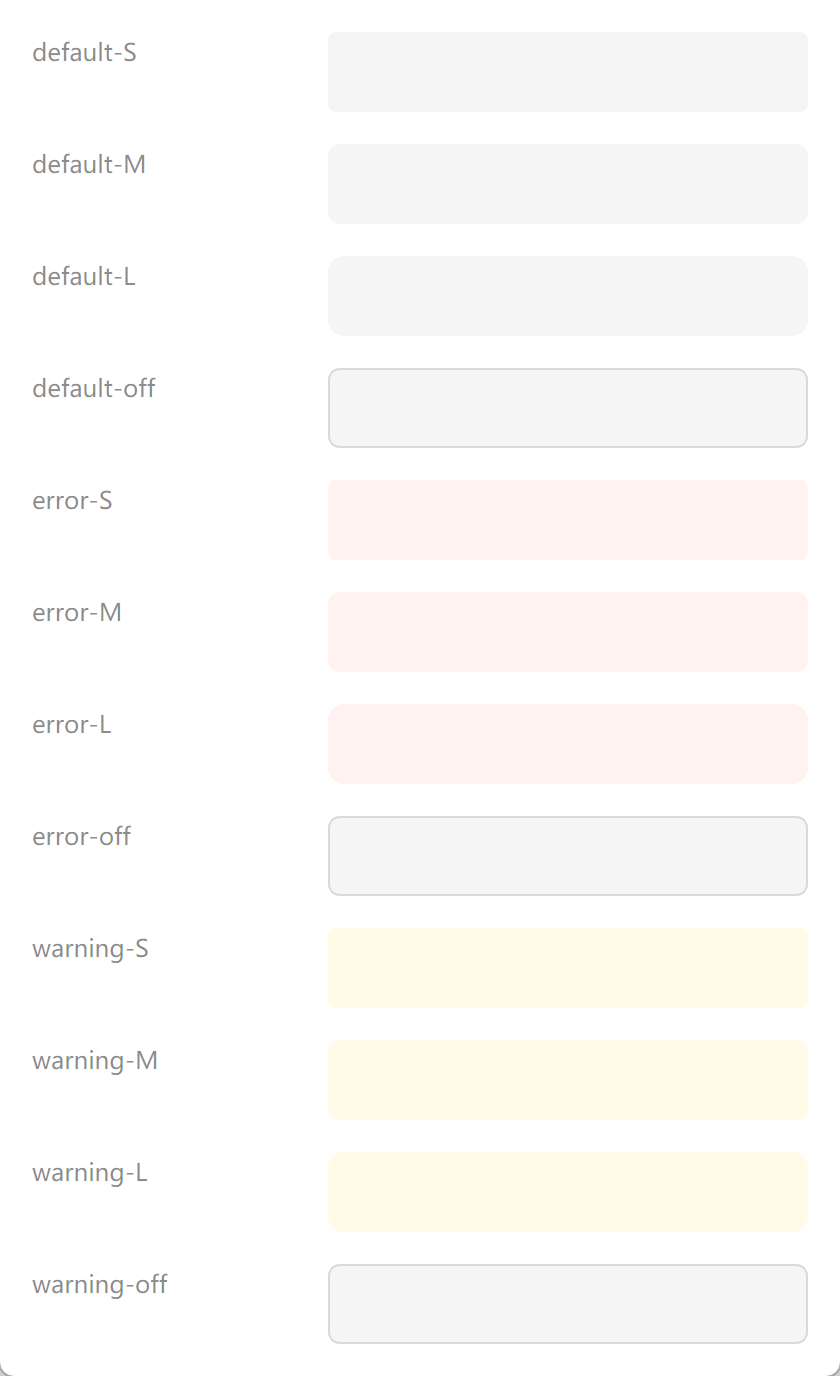 default-S
default-M
default-L
default-off
error-S
error-M
error-L
error-off
warning-S
warning-M
warning-L
warning-off